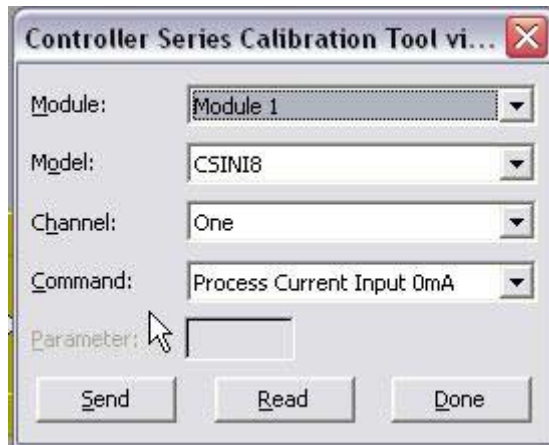 Controller Series Calibration Tool vi...
Module: Module 1
Model: CSINI8
Channel: One
Command: Process Current Input 0mA
Parameter:
Send Read Done